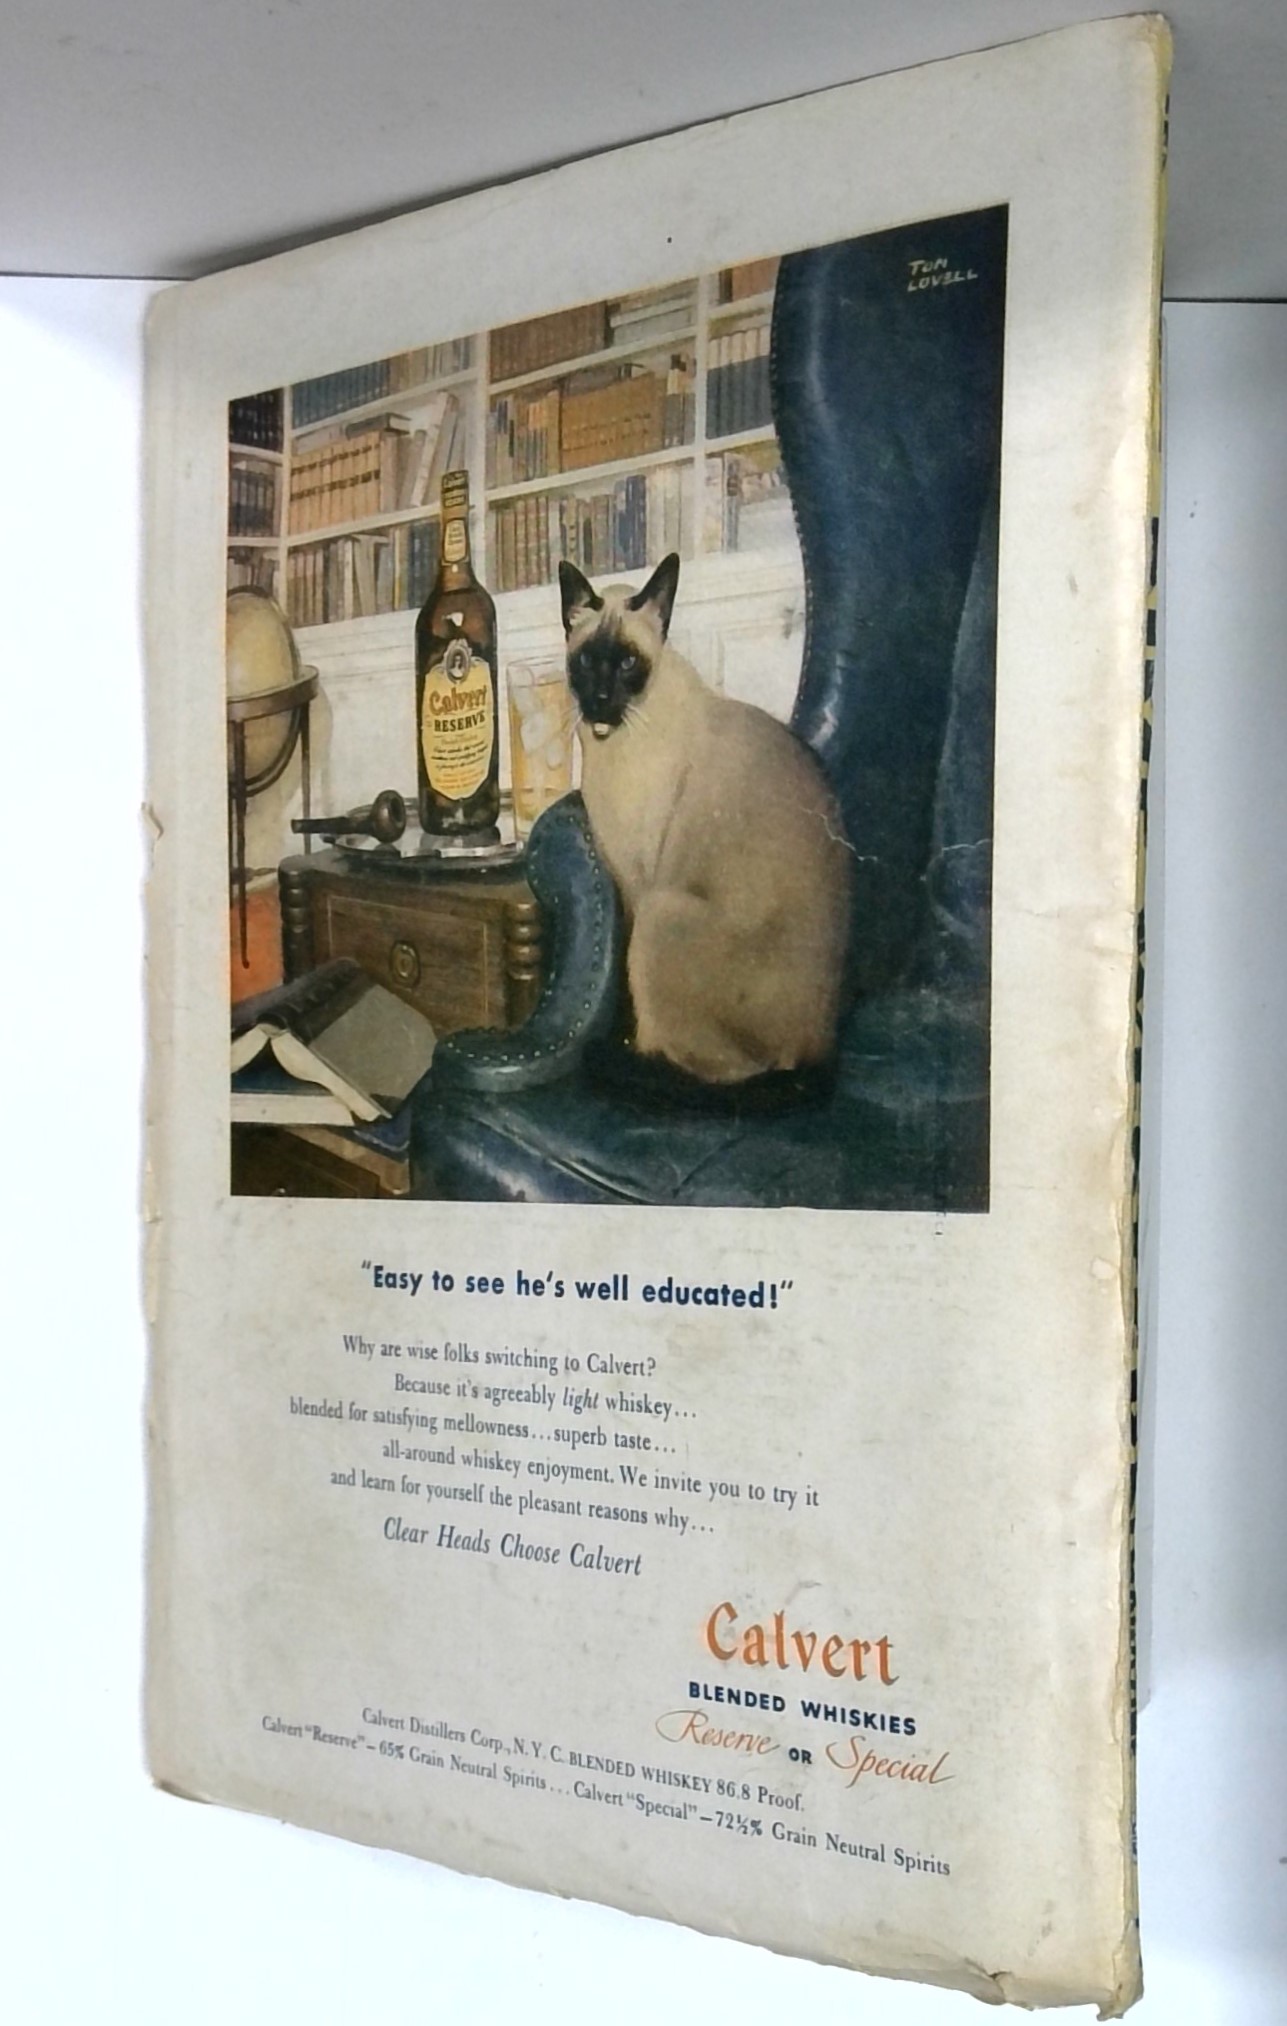 TOM
LOVELL
Calvert
RESERVE
"Easy to see he's well educated!"
Why are wise folks switching to Calvert?
Because it's agreeably light whiskey...
blended for satisfying mellowness...superb taste...
all-around whiskey enjoyment. We invite you to try it
and learn for yourself the pleasant reasons why...
Clear Heads Choose Calvert
Calvert
BLENDED WHISKIES
Reserve OR Special
Calvert Distillers Corp., N. Y. C. BLENDED WHISKEY 86.8 Proof.
Calvert "Reserve"—65% Grain Neutral Spirits...Calvert "Special"—72½% Grain Neutral Spirits